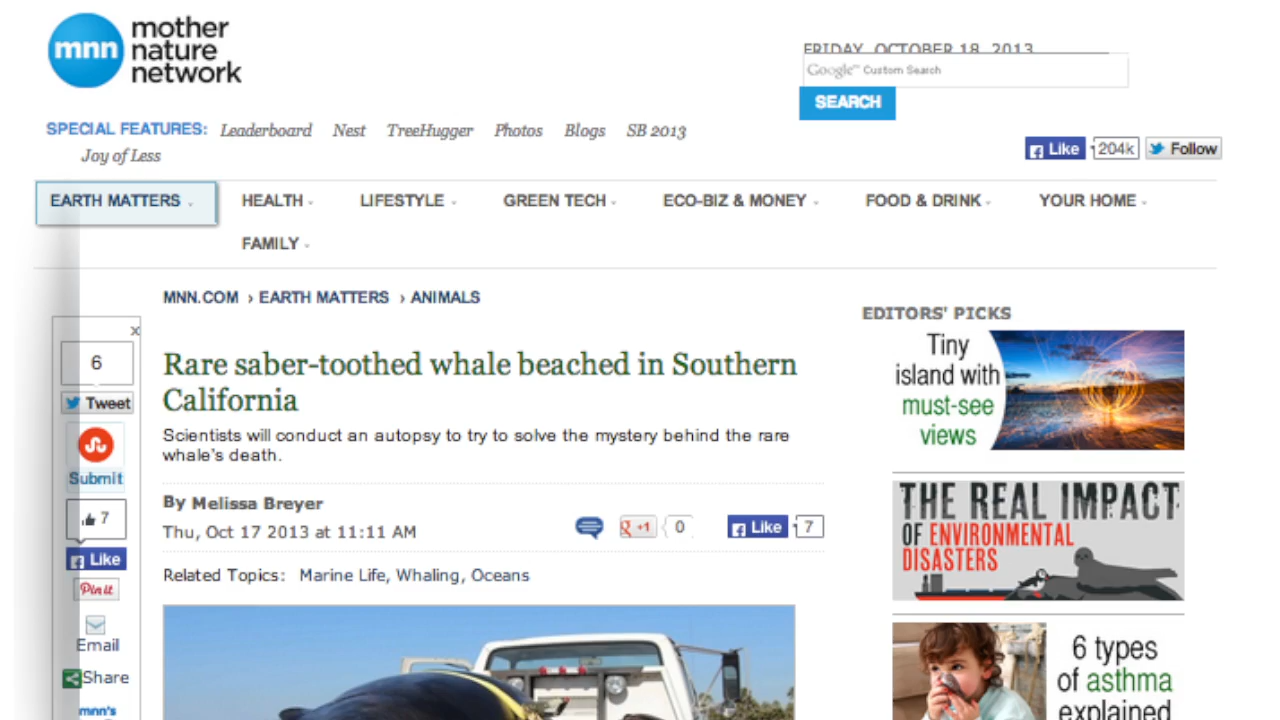 mnn mother
nature
network
FRIDAY, OCTOBER 18, 2013
Google™ Custom Search
SEARCH
SPECIAL FEATURES: Leaderboard Nest TreeHugger Photos Blogs SB 2013
Joy of Less
Like 204k Follow
EARTH MATTERS HEALTH LIFESTYLE GREEN TECH ECO-BIZ & MONEY FOOD & DRINK YOUR HOME
FAMILY
MNN.COM › EARTH MATTERS › ANIMALS
x
6
Tweet
Submit
7
Like
Pin it
Email
Share
mnn's
Rare saber-toothed whale beached in Southern
California
Scientists will conduct an autopsy to try to solve the mystery behind the rare
whale's death.
By Melissa Breyer
Thu, Oct 17 2013 at 11:11 AM
g +1 0 Like 7
Related Topics: Marine Life, Whaling, Oceans
EDITORS' PICKS
Tiny
island with
must-see
views
THE REAL IMPACT
OF ENVIRONMENTAL
DISASTERS
6 types
of asthma
explained